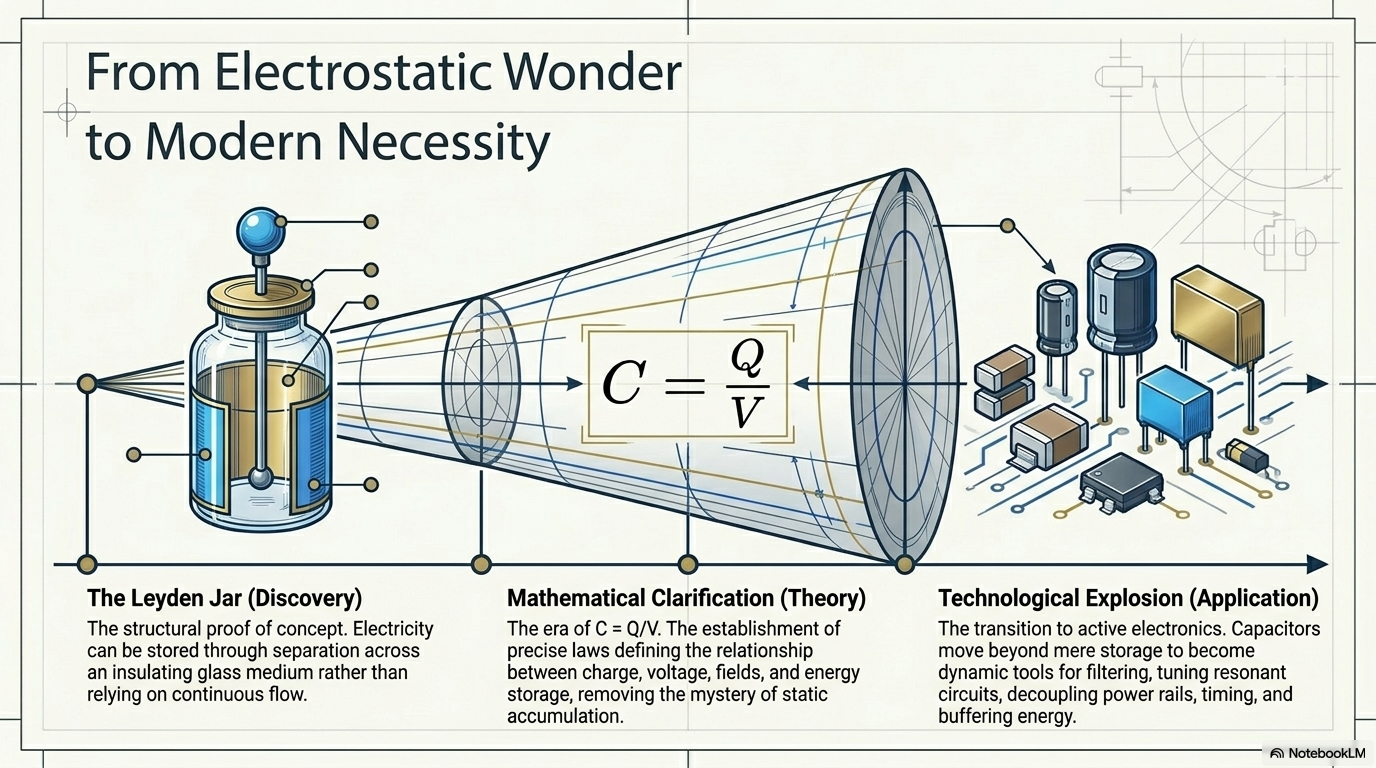 From Electrostatic Wonder
to Modern Necessity
C = Q/V
The Leyden Jar (Discovery)
The structural proof of concept. Electricity
can be stored through separation across
an insulating glass medium rather than
relying on continuous flow.
Mathematical Clarification (Theory)
The era of C = Q/V. The establishment of
precise laws defining the relationship
between charge, voltage, fields, and energy
storage, removing the mystery of static
accumulation.
Technological Explosion (Application)
The transition to active electronics. Capacitors
move beyond mere storage to become
dynamic tools for filtering, tuning resonant
circuits, decoupling power rails, timing, and
buffering energy.
NotebookLM